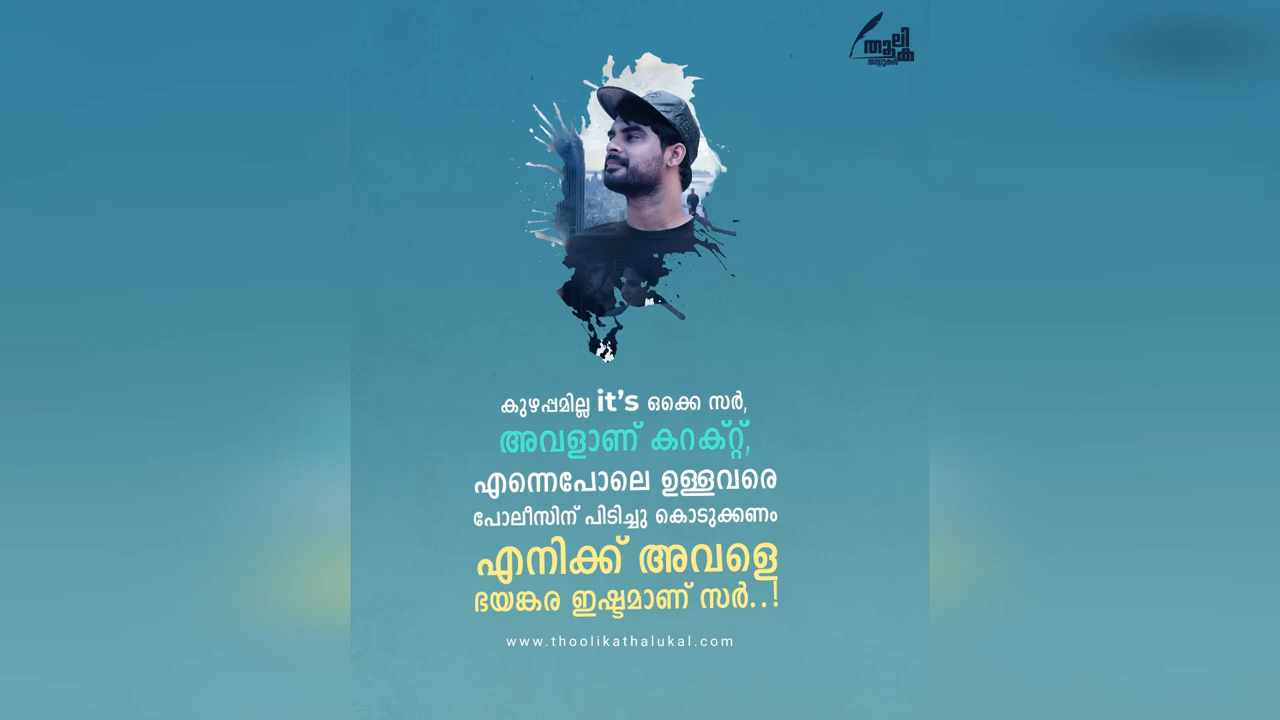 തൂലിക
കുഴപ്പമില്ല it's ഒക്കെ സർ,
അവളാണ് കറക്റ്റ്,
എന്നെപോലെ ഉള്ളവരെ
പോലീസിന് പിടിച്ചു കൊടുക്കണം
എനിക്ക് അവളെ
ഭയങ്കര ഇഷ്ടമാണ് സർ..!
www.thoolikathalukal.com